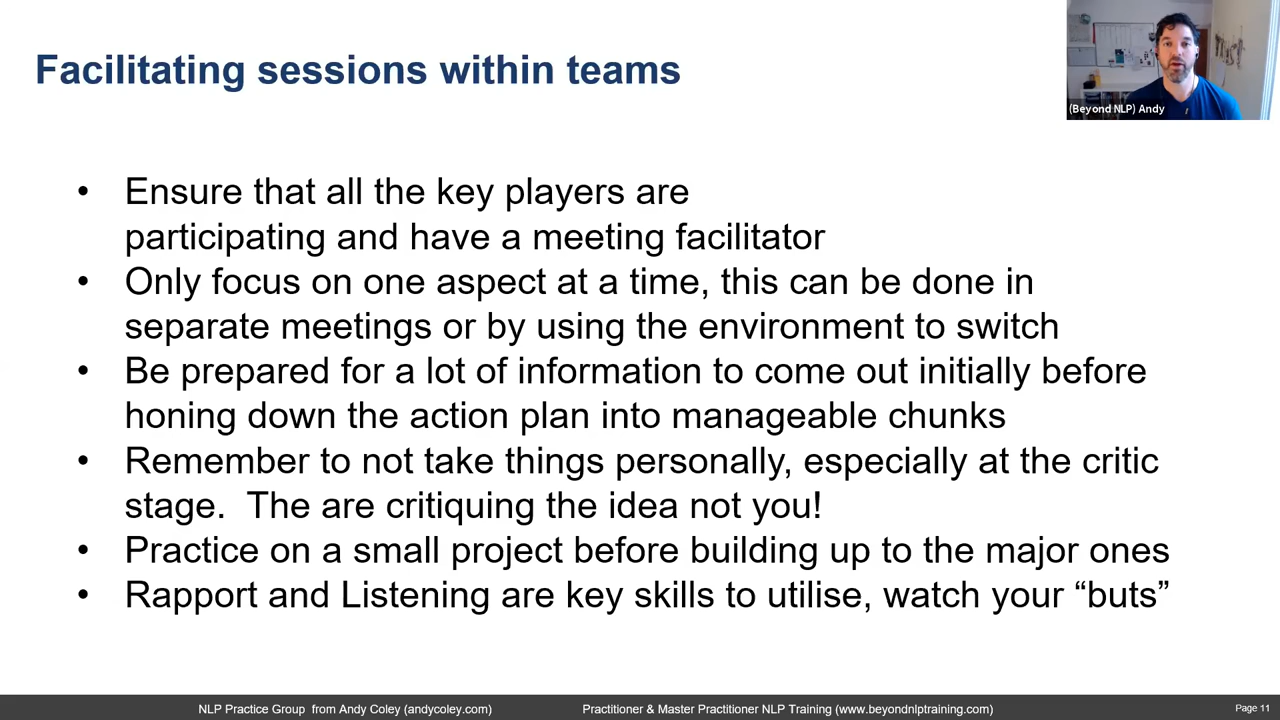 Facilitating sessions within teams
(Beyond NLP) Andy
• Ensure that all the key players are
participating and have a meeting facilitator
• Only focus on one aspect at a time, this can be done in
separate meetings or by using the environment to switch
• Be prepared for a lot of information to come out initially before
honing down the action plan into manageable chunks
• Remember to not take things personally, especially at the critic
stage.  The are critiquing the idea not you!
• Practice on a small project before building up to the major ones
• Rapport and Listening are key skills to utilise, watch your “buts”
NLP Practice Group  from Andy Coley (andycoley.com)
Practitioner & Master Practitioner NLP Training (www.beyondnlptraining.com)
Page 11